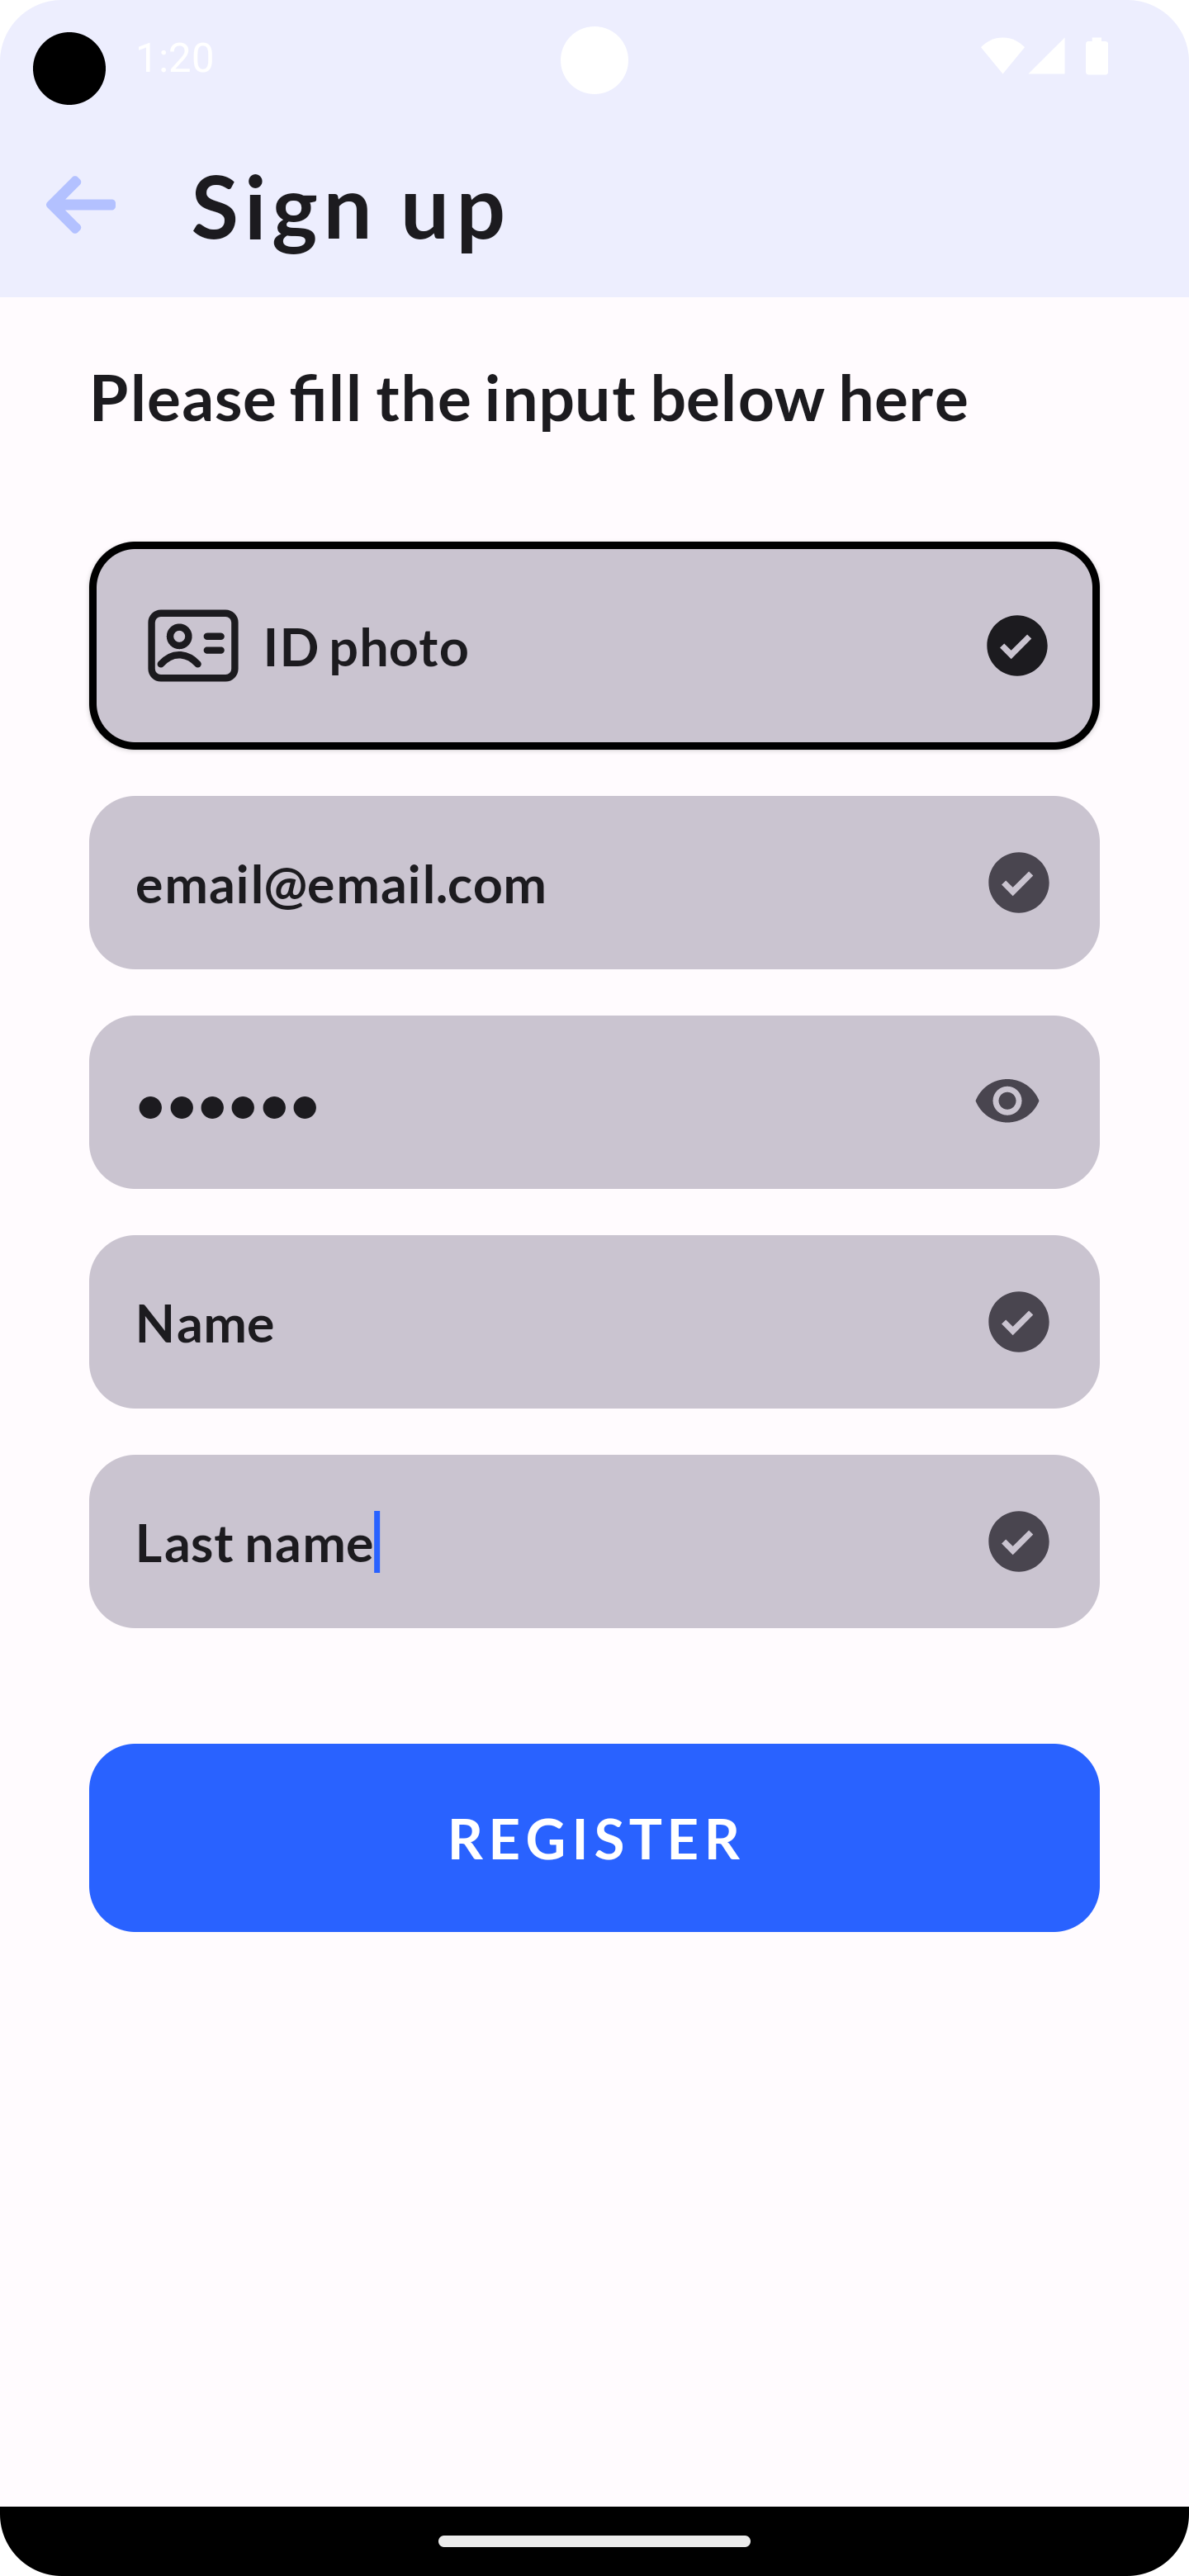 1:20
Sign up
Please fill the input below here
ID photo
email@email.com
••••••
Name
Last name
REGISTER